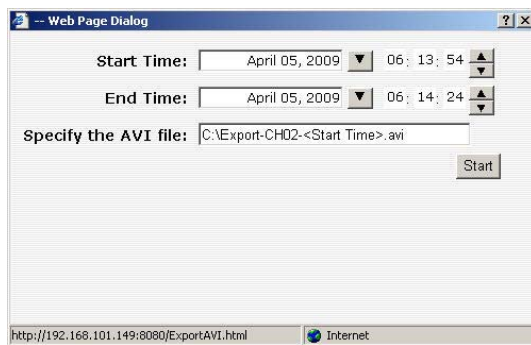 -- Web Page Dialog
Start Time: April 05, 2009 06: 13: 54
End Time: April 05, 2009 06: 14: 24
Specify the AVI file: C:\Export-CH02-<Start Time>.avi
Start
http://192.168.101.149:8080/ExportAVI.html Internet